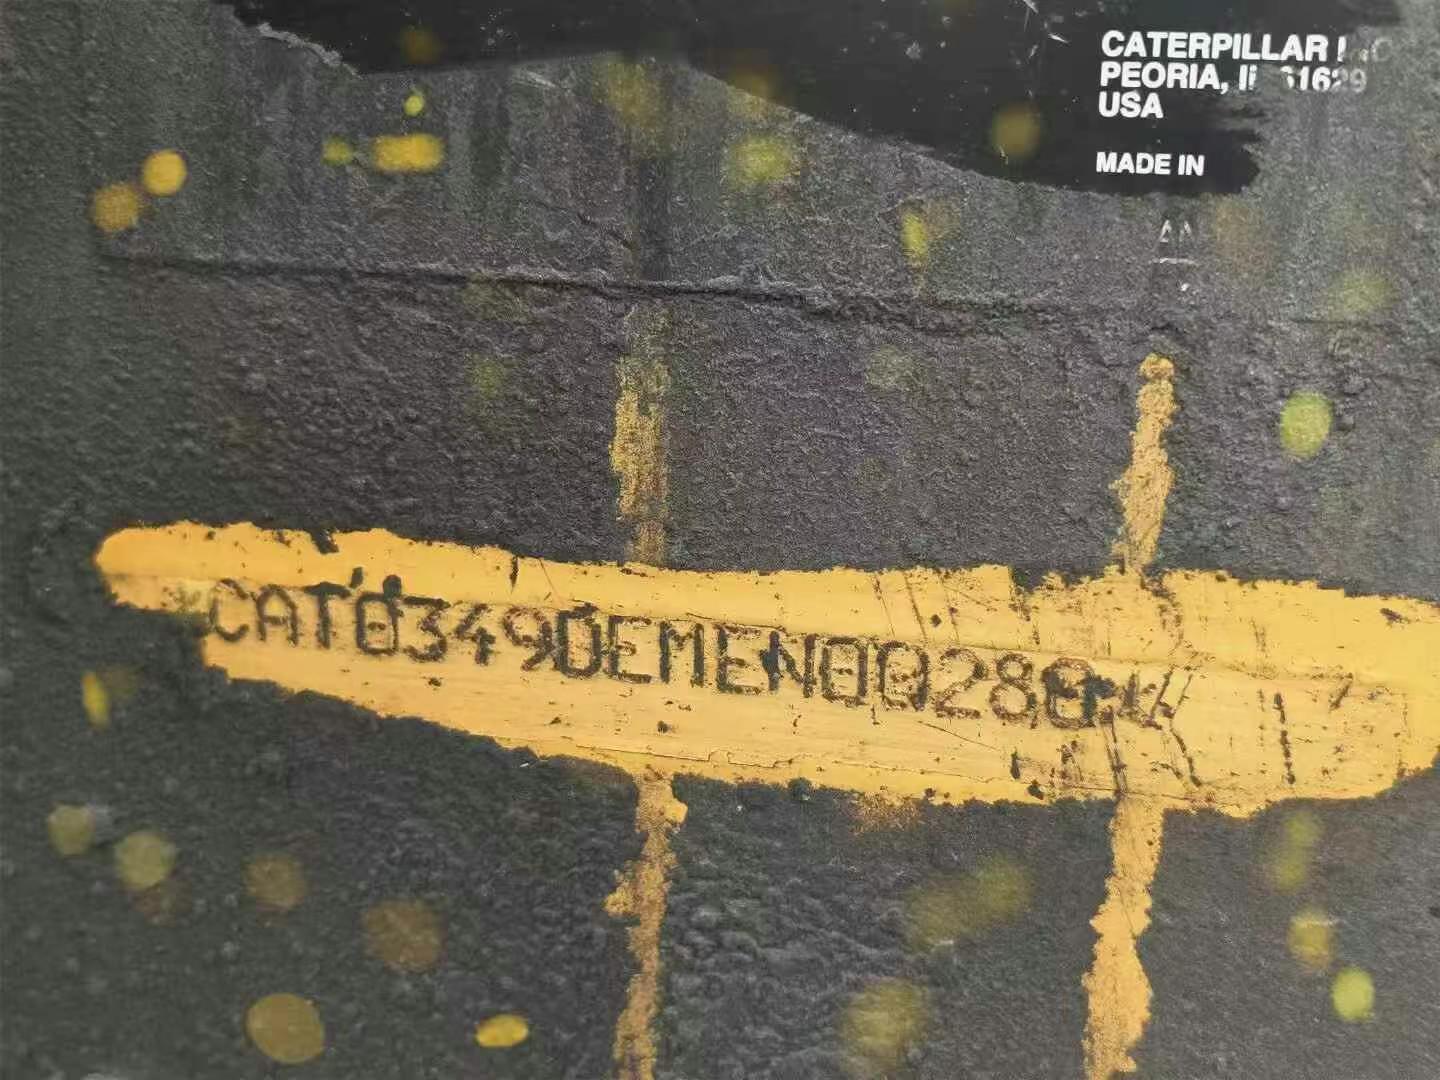 CATERPILLAR
PEORIA,
USA
MADE IN
CAT0349DEMEN00288